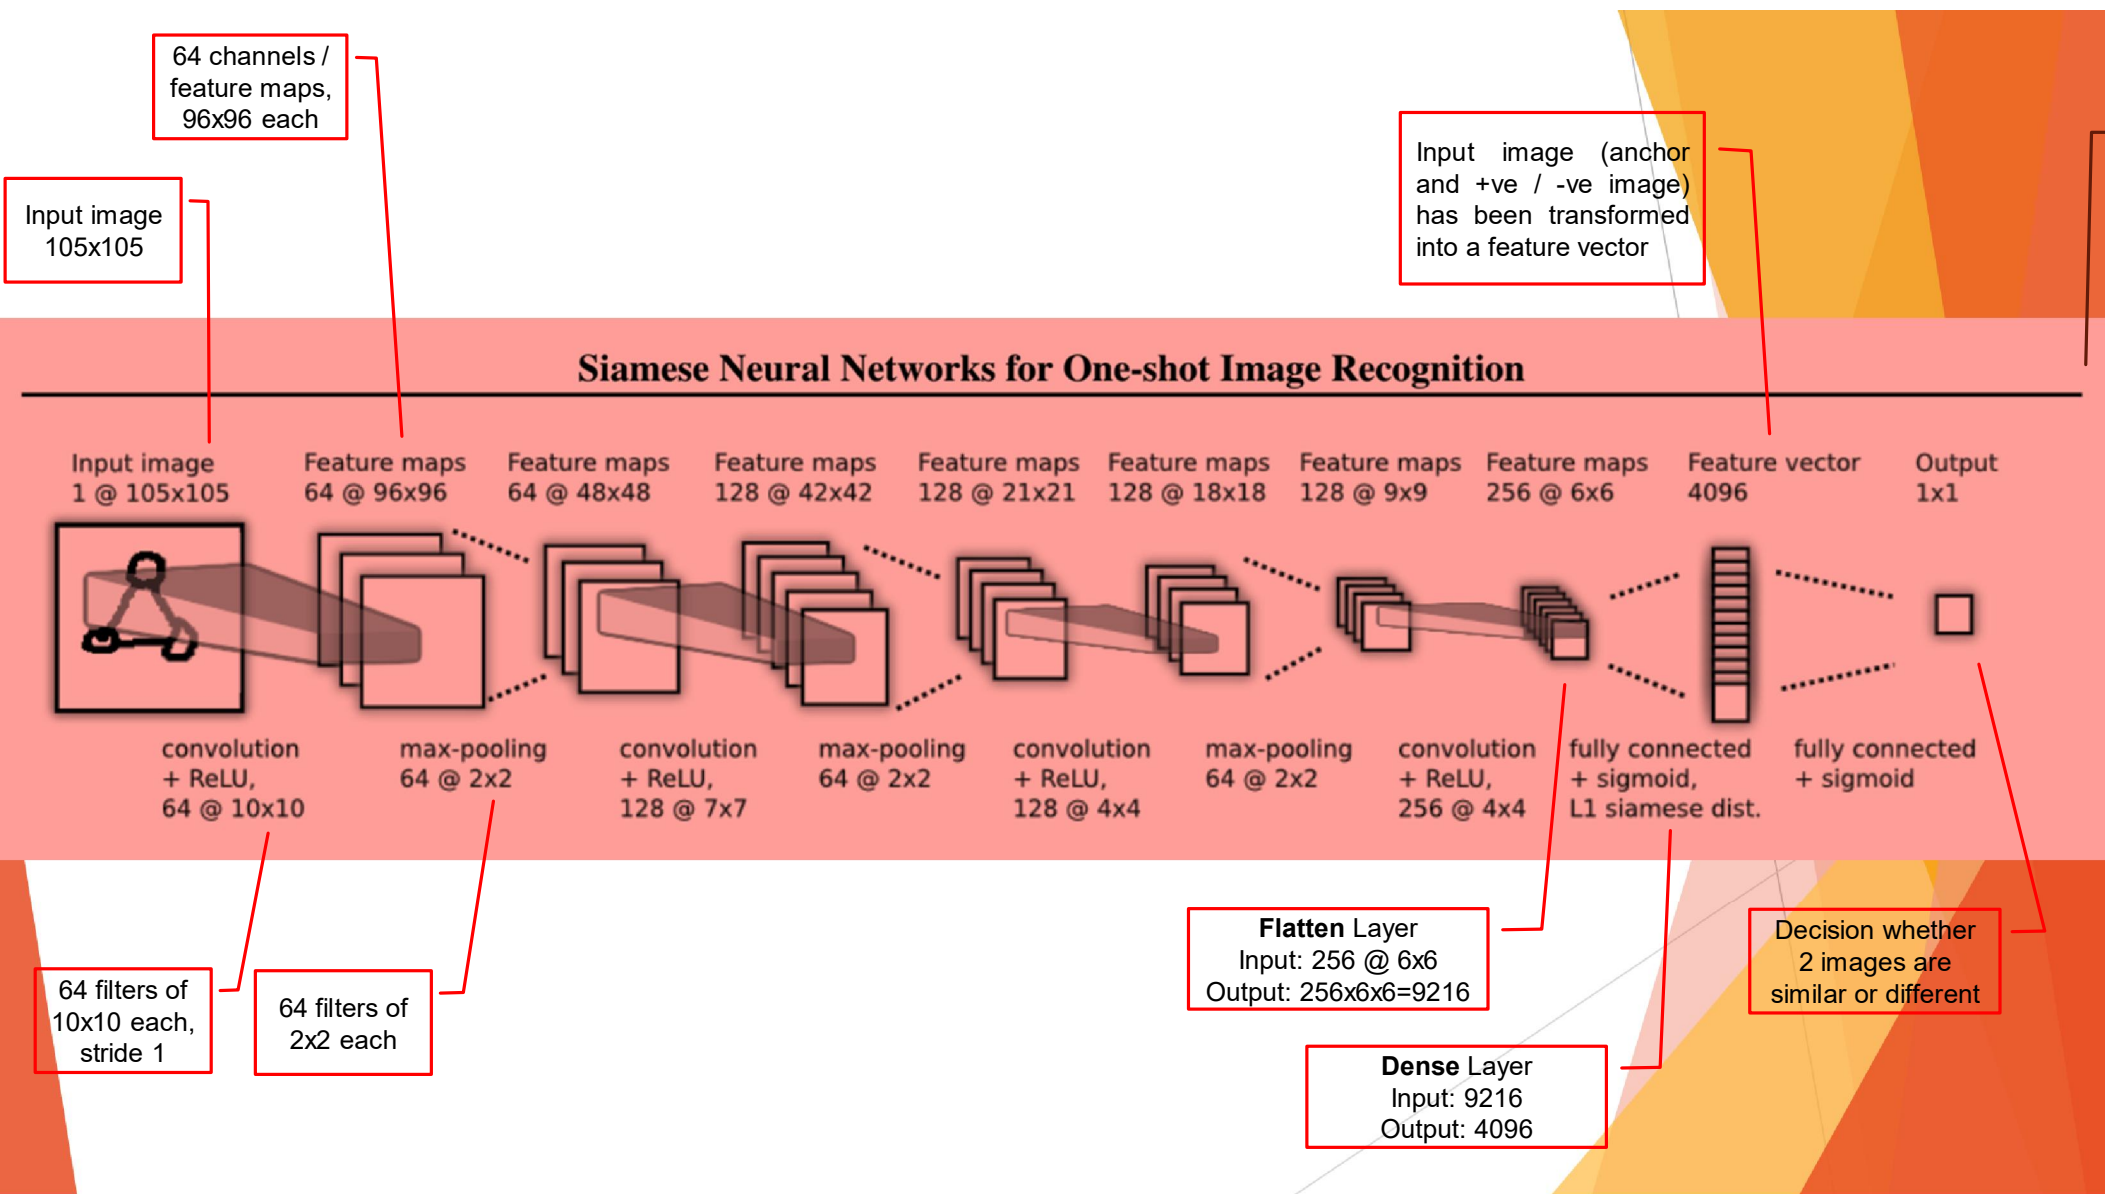 64 channels /
feature maps,
96x96 each
Input image
105x105
Input image (anchor
and +ve / -ve image)
has been transformed
into a feature vector
Siamese Neural Networks for One-shot Image Recognition
Input image
1 @ 105x105
Feature maps
64 @ 96x96
Feature maps
64 @ 48x48
Feature maps
128 @ 42x42
Feature maps
128 @ 21x21
Feature maps
128 @ 18x18
Feature maps
128 @ 9x9
Feature maps
256 @ 6x6
Feature vector
4096
Output
1x1
convolution
+ ReLU,
64 @ 10x10
max-pooling
64 @ 2x2
convolution
+ ReLU,
128 @ 7x7
max-pooling
64 @ 2x2
convolution
+ ReLU,
128 @ 4x4
max-pooling
64 @ 2x2
convolution
+ ReLU,
256 @ 4x4
fully connected
+ sigmoid,
L1 siamese dist.
fully connected
+ sigmoid
64 filters of
10x10 each,
stride 1
64 filters of
2x2 each
Flatten Layer
Input: 256 @ 6x6
Output: 256x6x6=9216
Dense Layer
Input: 9216
Output: 4096
Decision whether
2 images are
similar or different